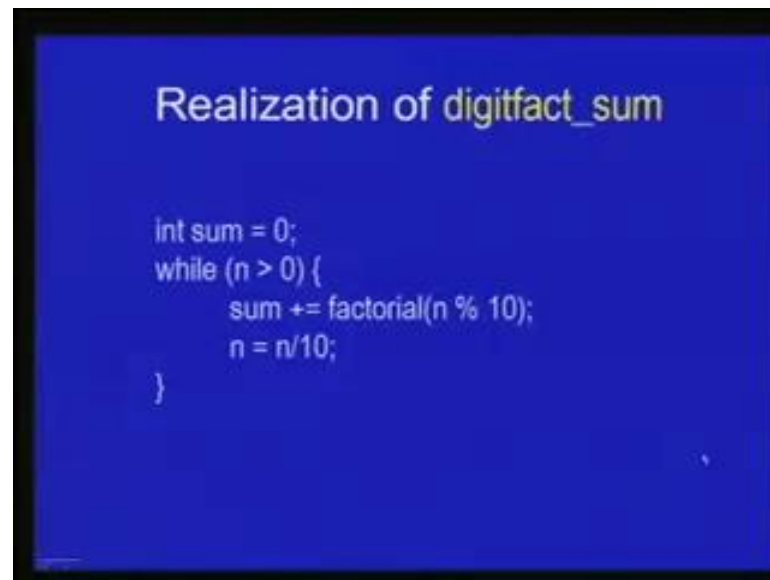 Realization of digitfact_sum
int sum = 0;
while (n > 0) {
sum += factorial(n % 10);
n = n/10;
}